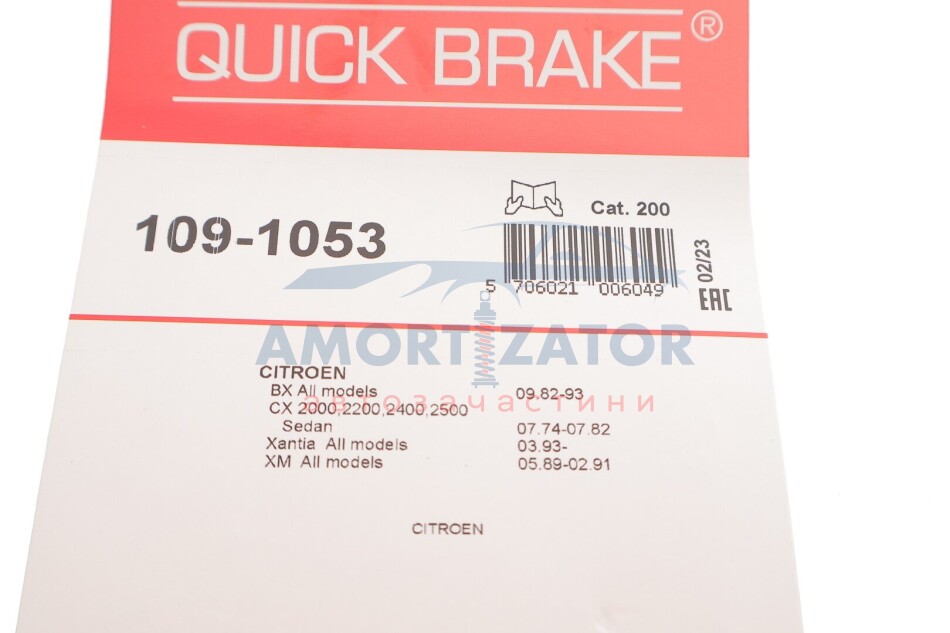 QUICK BRAKE®
Cat. 200
109-1053
5 706021 006049
02/23
EAC
AMORTIZATOR
автозачастини
CITROEN
BX All models 09.82-93
CX 2000,2200,2400,2500
Sedan 07.74-07.82
Xantia All models 03.93-
XM All models 05.89-02.91
CITROEN